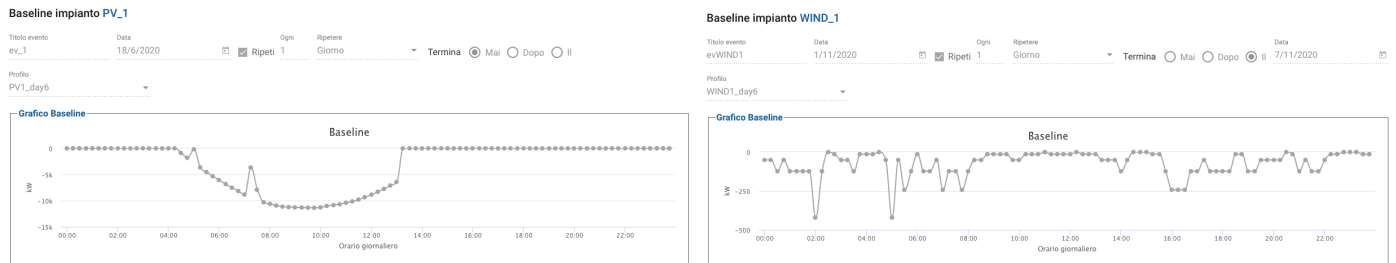 Baseline impianto PV_1
Titolo evento Data Ogni Ripetere
ev_1 18/6/2020 Ripeti 1 Giorno Termina Mai Dopo Il
Profilo
PV1_day6
Grafico Baseline
Baseline
0
−5k
−10k
−15k
kW
00:00 02:00 04:00 06:00 08:00 10:00 12:00 14:00 16:00 18:00 20:00 22:00
Orario giornaliero
Baseline impianto WIND_1
Titolo evento Data Ogni Ripetere Data
evWIND1 1/11/2020 Ripeti 1 Giorno Termina Mai Dopo Il 7/11/2020
Profilo
WIND1_day6
Grafico Baseline
Baseline
0
−250
−500
kW
00:00 02:00 04:00 06:00 08:00 10:00 12:00 14:00 16:00 18:00 20:00 22:00
Orario giornaliero